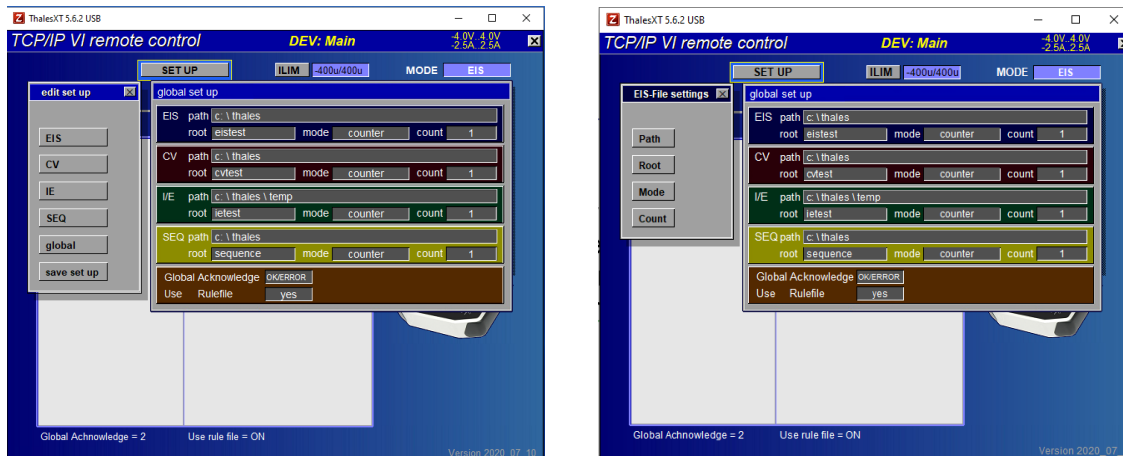 ThalesXT 5.6.2 USB
TCP/IP VI remote control DEV: Main -4.0V..4.0V
-2.5A..2.5A
SET UP ILIM -400u/400u MODE EIS
edit set up
EIS
CV
IE
SEQ
global
save set up
global set up
EIS path c: \ thales
root eistest mode counter count 1
CV path c: \ thales
root cvtest mode counter count 1
I/E path c: \ thales \ temp
root ietest mode counter count 1
SEQ path c: \ thales
root sequence mode counter count 1
Global Acknowledge OK/ERROR
Use Rulefile yes
Global Achnowledge = 2 Use rule file = ON
Version 2020_07_10
ThalesXT 5.6.2 USB
TCP/IP VI remote control DEV: Main -4.0V..4.0V
-2.5A..2.5A
SET UP ILIM -400u/400u MODE EIS
EIS-File settings
Path
Root
Mode
Count
global set up
EIS path c: \ thales
root eistest mode counter count 1
CV path c: \ thales
root cvtest mode counter count 1
I/E path c: \ thales \ temp
root ietest mode counter count 1
SEQ path c: \ thales
root sequence mode counter count 1
Global Acknowledge OK/ERROR
Use Rulefile yes
Global Achnowledge = 2 Use rule file = ON
Version 2020_07_